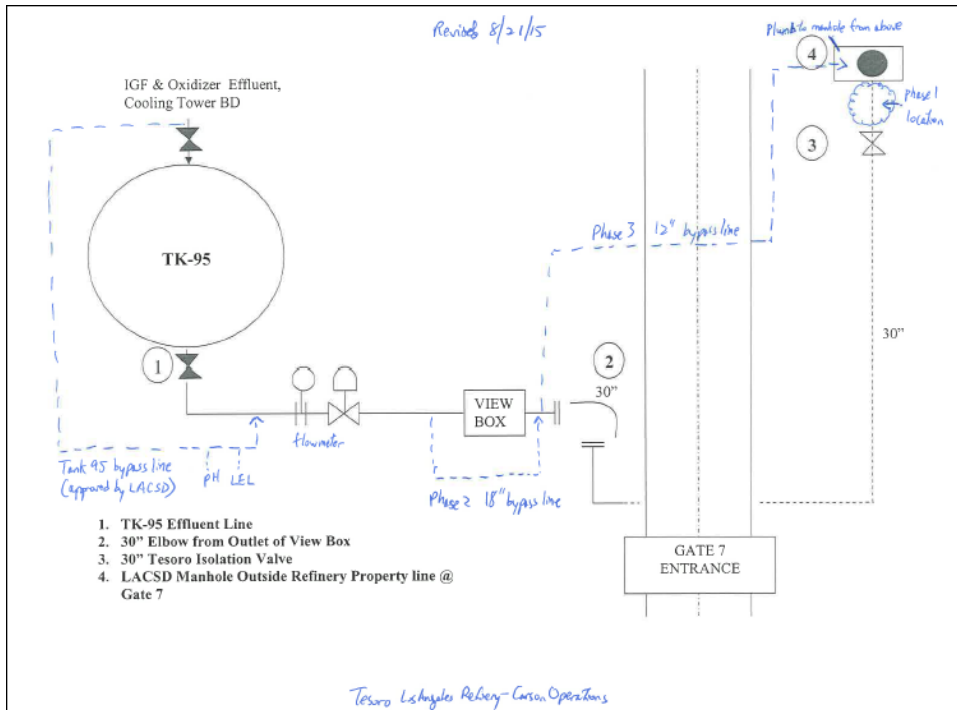 Revised 8/21/15
Plumb to manhole from above
4
IGF & Oxidizer Effluent,
Cooling Tower BD
phase 1
location
3
Phase 3 12" bypass line
TK-95
30"
1
2
30"
VIEW
BOX
flowmeter
Tank 95 bypass line
(approved by LACSD)
PH LEL
Phase 2 18" bypass line
1. TK-95 Effluent Line
2. 30" Elbow from Outlet of View Box
3. 30" Tesoro Isolation Valve
4. LACSD Manhole Outside Refinery Property line @
Gate 7
GATE 7
ENTRANCE
Tesoro Los Angeles Refinery-Carson Operations